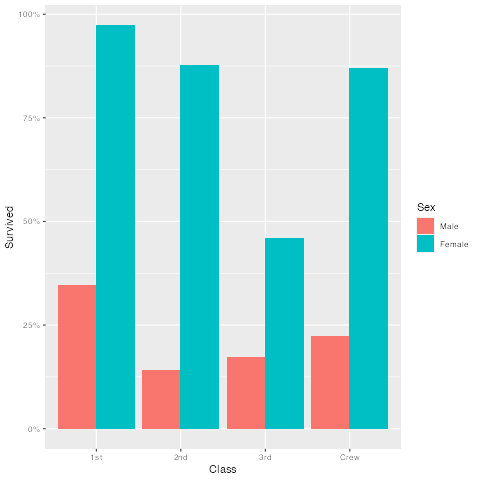 100%
75%
50%
25%
0%
Survived
1st 2nd 3rd Crew
Class
Sex
Male
Female